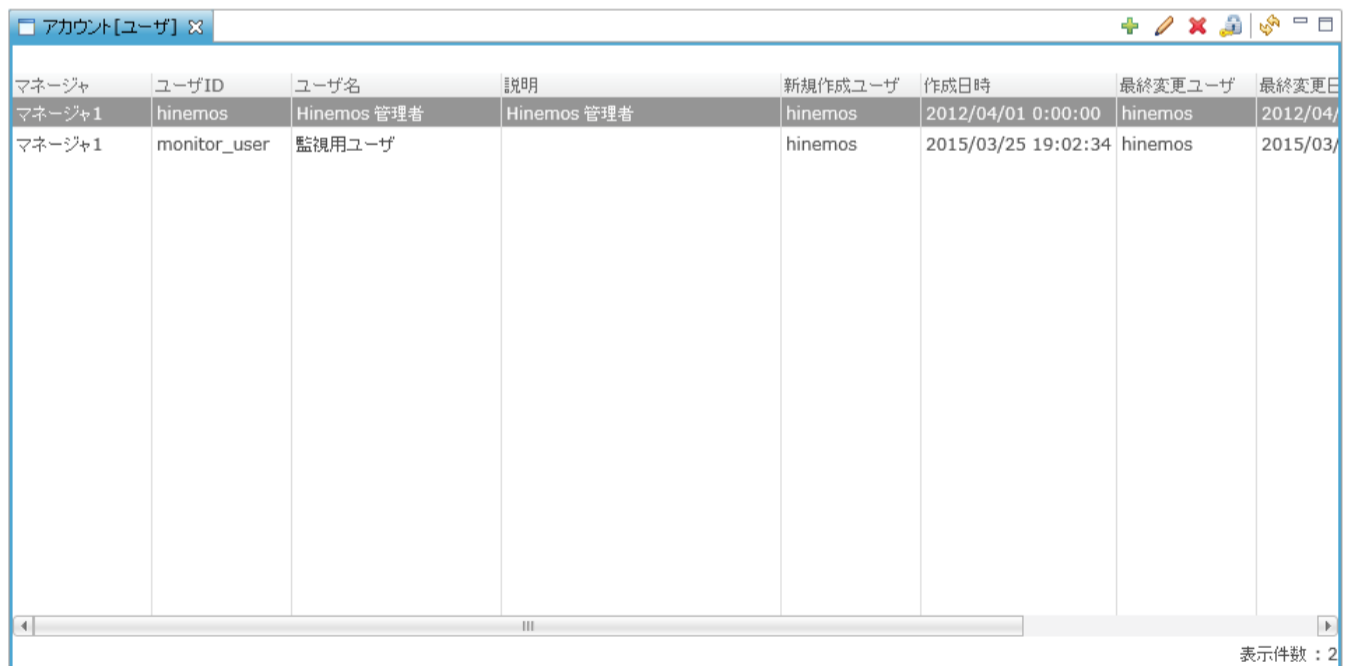 アカウント[ユーザ]
マネージャ ユーザID ユーザ名 説明 新規作成ユーザ 作成日時 最終変更ユーザ 最終変更日
マネージャ1 hinemos Hinemos 管理者 Hinemos 管理者 hinemos 2012/04/01 0:00:00 hinemos 2012/04/
マネージャ1 monitor_user 監視用ユーザ hinemos 2015/03/25 19:02:34 hinemos 2015/03/
表示件数 : 2